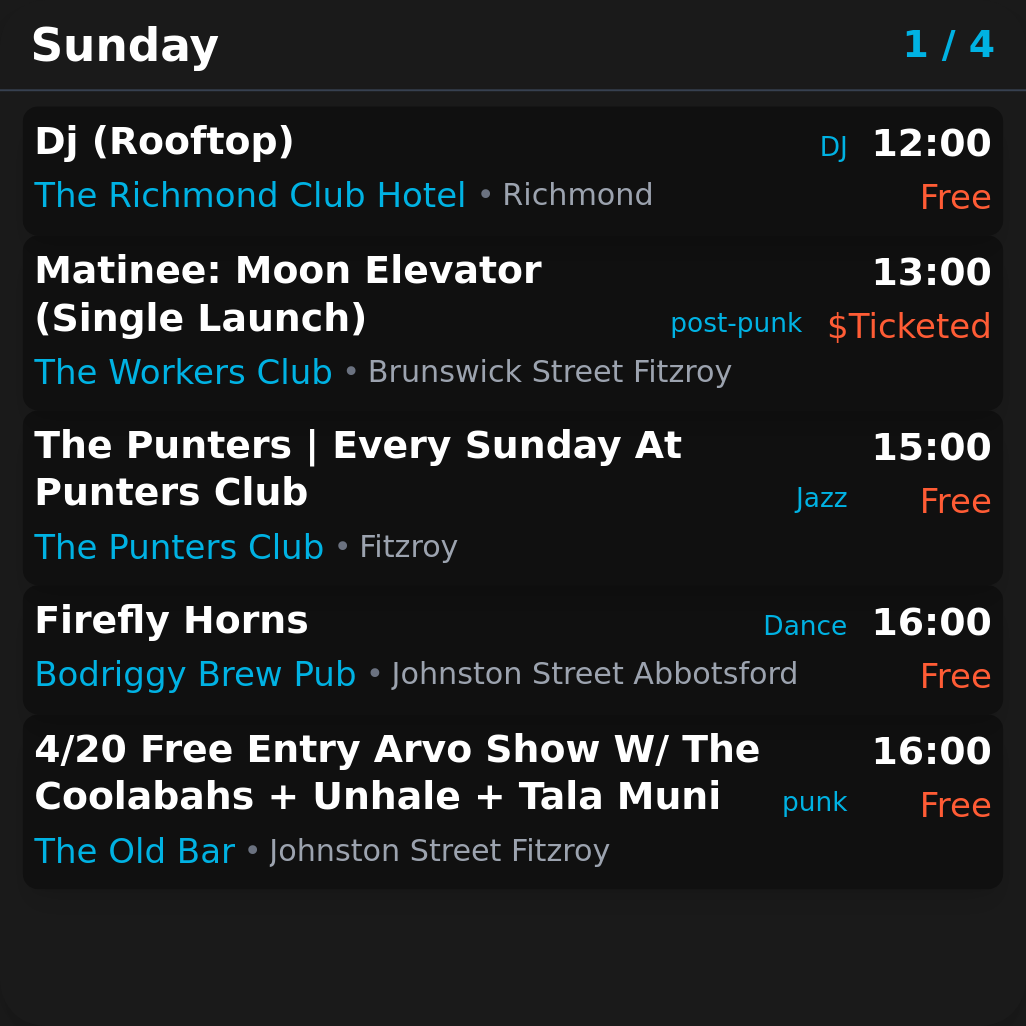 Sunday 1 / 4
Dj (Rooftop) DJ 12:00
The Richmond Club Hotel • Richmond Free
Matinee: Moon Elevator 13:00
(Single Launch) post-punk $Ticketed
The Workers Club • Brunswick Street Fitzroy
The Punters | Every Sunday At 15:00
Punters Club Jazz Free
The Punters Club • Fitzroy
Firefly Horns Dance 16:00
Bodriggy Brew Pub • Johnston Street Abbotsford Free
4/20 Free Entry Arvo Show W/ The 16:00
Coolabahs + Unhale + Tala Muni punk Free
The Old Bar • Johnston Street Fitzroy